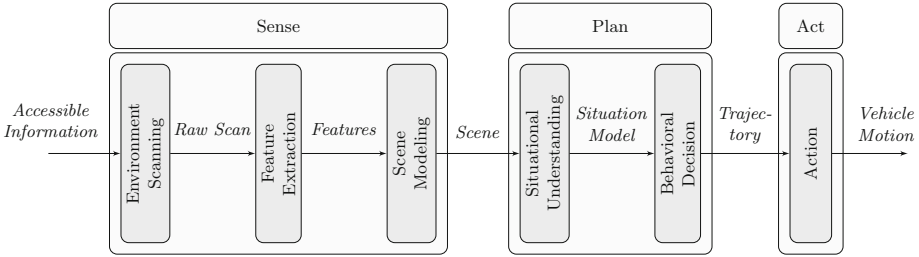 Sense
Plan
Act
Accessible
Information
Environment
Scanning
Raw Scan
Feature
Extraction
Features
Scene
Modeling
Scene
Situational
Understanding
Situation
Model
Behavioral
Decision
Trajec-
tory
Action
Vehicle
Motion